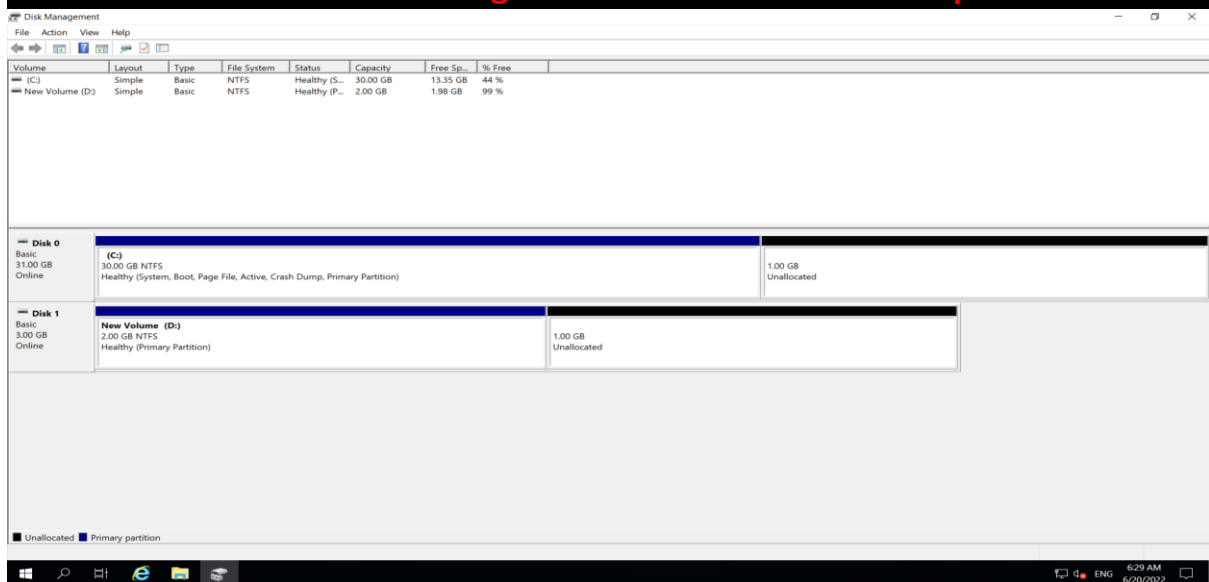 Disk Management
File Action View Help
Volume Layout Type File System Status Capacity Free Sp... % Free
(C:) Simple Basic NTFS Healthy (S... 30.00 GB 13.35 GB 44 %
New Volume (D:) Simple Basic NTFS Healthy (P... 2.00 GB 1.98 GB 99 %
Disk 0
Basic
31.00 GB
Online
(C:)
30.00 GB NTFS
Healthy (System, Boot, Page File, Active, Crash Dump, Primary Partition)
1.00 GB
Unallocated
Disk 1
Basic
3.00 GB
Online
New Volume (D:)
2.00 GB NTFS
Healthy (Primary Partition)
1.00 GB
Unallocated
Unallocated Primary partition
ENG
6:29 AM
6/20/2022